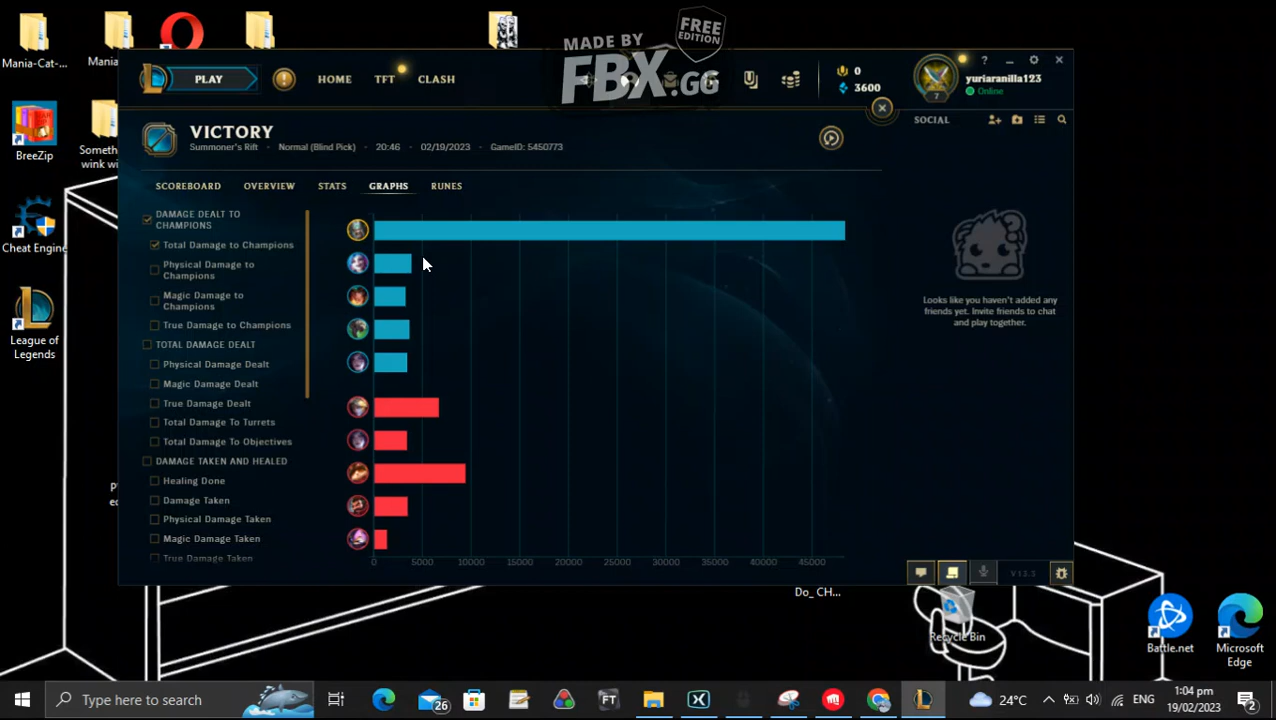 Mania-Cat-...
Mania
MADE BY
FBX.GG
FREE
EDITION
PLAY
HOME
TFT
CLASH
0
3600
7
yuriaranilla123
Online
SOCIAL
VICTORY
Summoner's Rift - Normal (Blind Pick) - 20:46 - 02/19/2023 - GameID: 5450773
SCOREBOARD
OVERVIEW
STATS
GRAPHS
RUNES
BreeZip
Someth
wink wi
Cheat Engine
League of
Legends
DAMAGE DEALT TO
CHAMPIONS
Total Damage to Champions
Physical Damage to
Champions
Magic Damage to
Champions
True Damage to Champions
TOTAL DAMAGE DEALT
Physical Damage Dealt
Magic Damage Dealt
True Damage Dealt
Total Damage To Turrets
Total Damage To Objectives
DAMAGE TAKEN AND HEALED
Healing Done
Damage Taken
Physical Damage Taken
Magic Damage Taken
True Damage Taken
0 5000 10000 15000 20000 25000 30000 35000 40000 45000
Looks like you haven't added any
friends yet. Invite friends to chat
and play together.
V13.3
Do_ CH...
Recycle Bin
Battle.net
Microsoft
Edge
Type here to search
26
FT
24°C
ENG
1:04 pm
19/02/2023
2